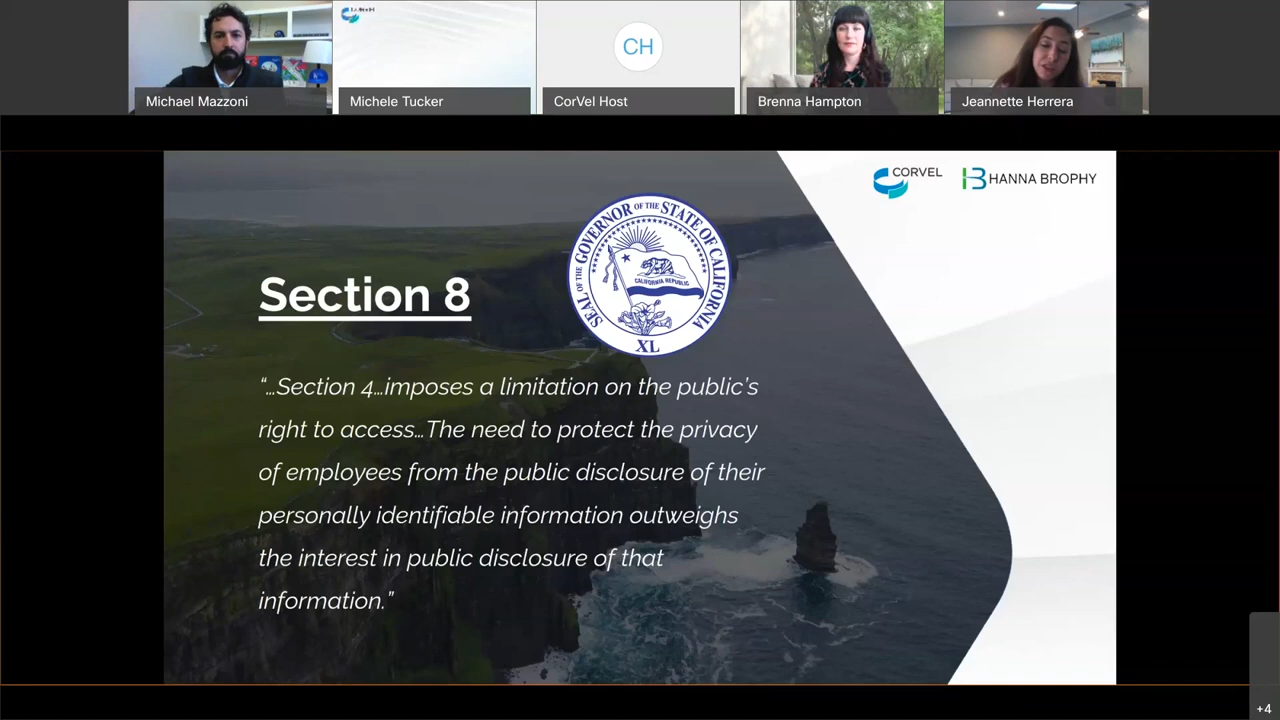 Michael Mazzoni
Michele Tucker
CH
CorVel Host
Brenna Hampton
Jeannette Herrera
CORVEL
HANNA BROPHY
SEAL OF THE GOVERNOR OF THE STATE OF CALIFORNIA
CALIFORNIA REPUBLIC
XL
Section 8
“…Section 4…imposes a limitation on the public’s
right to access…The need to protect the privacy
of employees from the public disclosure of their
personally identifiable information outweighs
the interest in public disclosure of that
information.”
+4